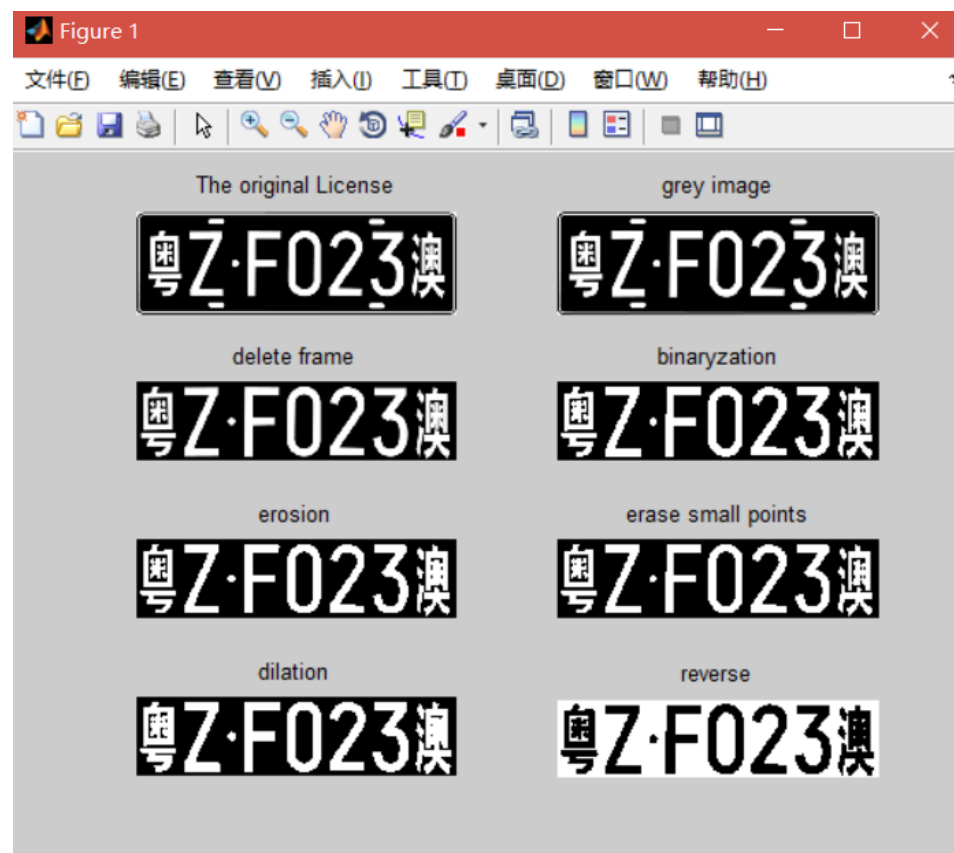 Figure 1
文件(F) 编辑(E) 查看(V) 插入(I) 工具(T) 桌面(D) 窗口(W) 帮助(H)
The original License grey image
粤Z·F023澳 粤Z·F023澳
delete frame binaryzation
粤Z·F023澳 粤Z·F023澳
erosion erase small points
粤Z·F023澳 粤Z·F023澳
dilation reverse
粤Z·F023澳 粤Z·F023澳